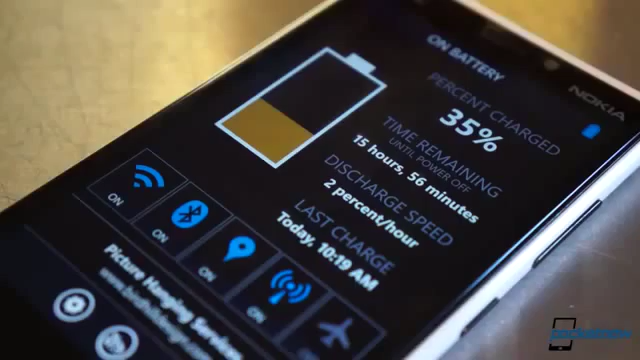 ON BATTERY
NOKIA
PERCENT CHARGED
35%
TIME REMAINING
UNTIL POWER OFF
15 hours, 56 minutes
DISCHARGE SPEED
2 percent/hour
LAST CHARGE
Today, 10:19 AM
ON
ON
ON
ON
Picture Hanging Services